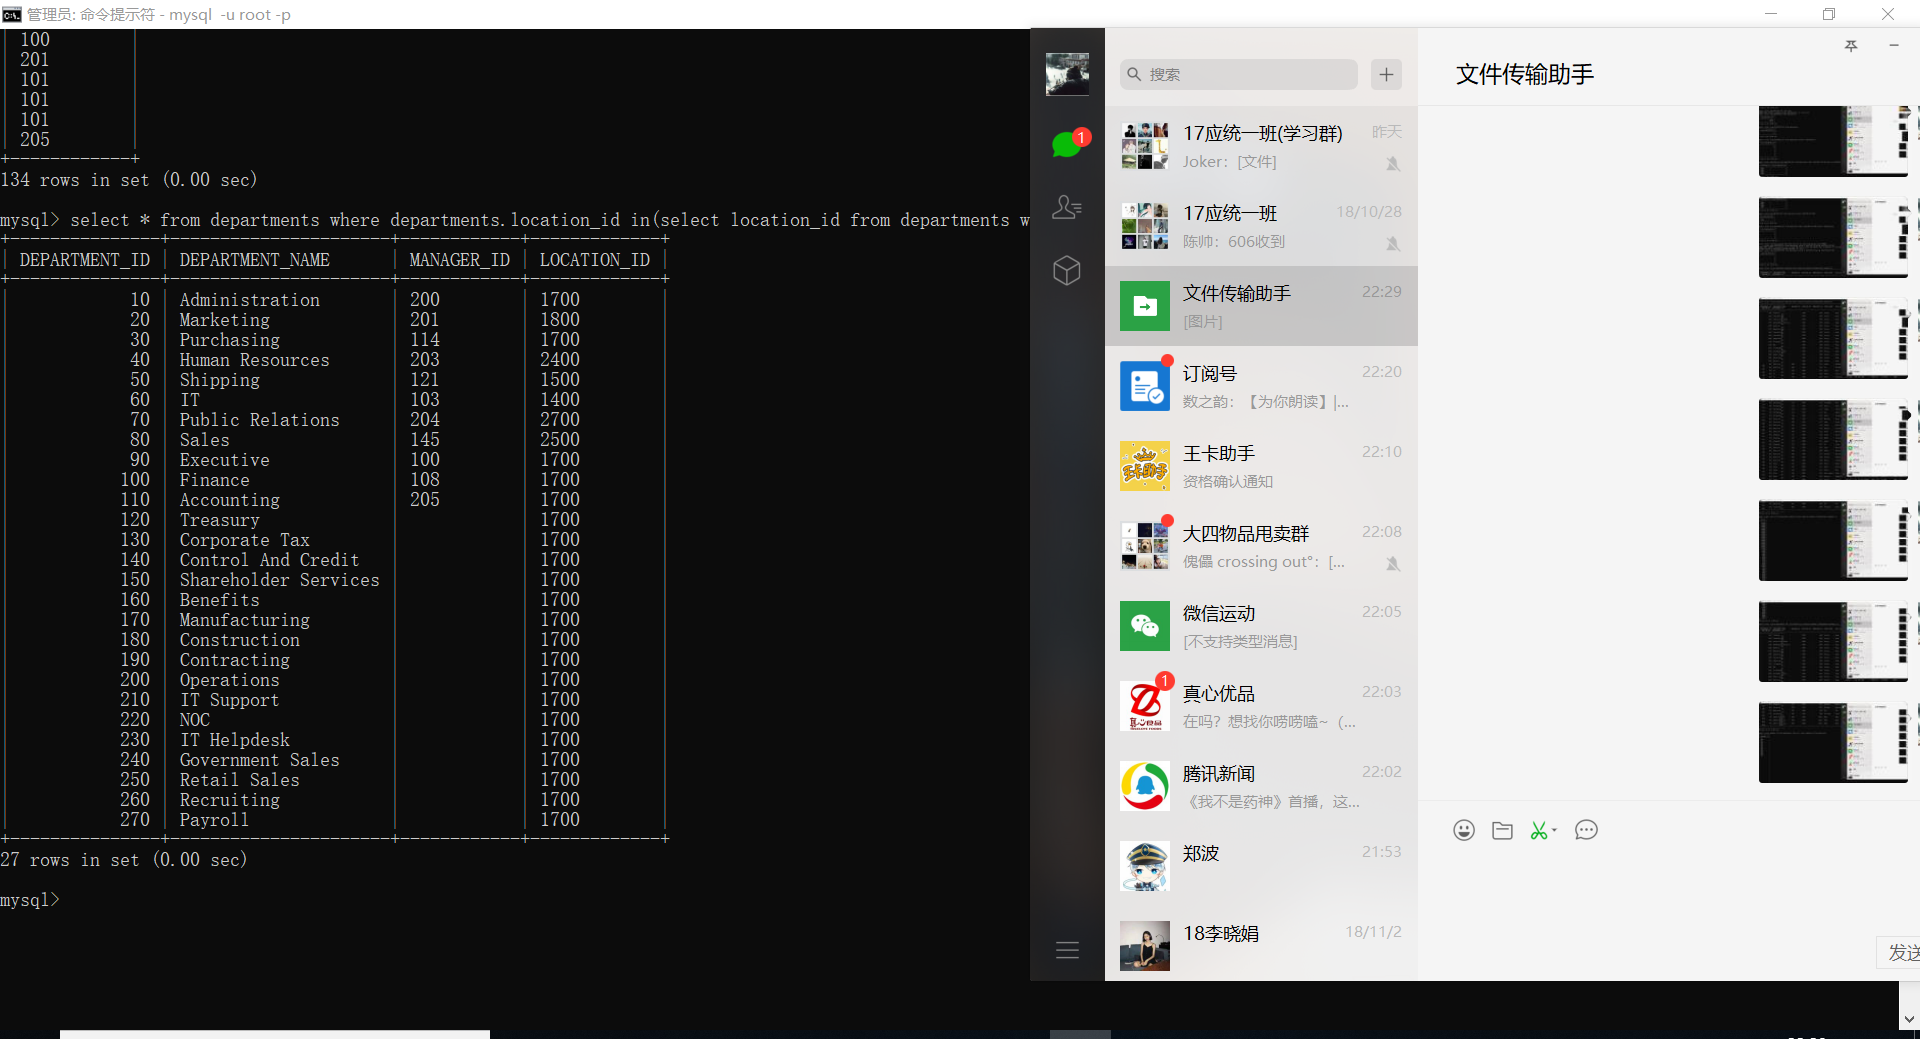 管理员: 命令提示符 - mysql  -u root -p
100
201
101
101
101
205
+------------+
134 rows in set (0.00 sec)
mysql> select * from departments where departments.location_id in(select location_id from departments w
| DEPARTMENT_ID | DEPARTMENT_NAME | MANAGER_ID | LOCATION_ID |
| 10 | Administration | 200 | 1700 |
| 20 | Marketing | 201 | 1800 |
| 30 | Purchasing | 114 | 1700 |
| 40 | Human Resources | 203 | 2400 |
| 50 | Shipping | 121 | 1500 |
| 60 | IT | 103 | 1400 |
| 70 | Public Relations | 204 | 2700 |
| 80 | Sales | 145 | 2500 |
| 90 | Executive | 100 | 1700 |
| 100 | Finance | 108 | 1700 |
| 110 | Accounting | 205 | 1700 |
| 120 | Treasury | | 1700 |
| 130 | Corporate Tax | | 1700 |
| 140 | Control And Credit | | 1700 |
| 150 | Shareholder Services | | 1700 |
| 160 | Benefits | | 1700 |
| 170 | Manufacturing | | 1700 |
| 180 | Construction | | 1700 |
| 190 | Contracting | | 1700 |
| 200 | Operations | | 1700 |
| 210 | IT Support | | 1700 |
| 220 | NOC | | 1700 |
| 230 | IT Helpdesk | | 1700 |
| 240 | Government Sales | | 1700 |
| 250 | Retail Sales | | 1700 |
| 260 | Recruiting | | 1700 |
| 270 | Payroll | | 1700 |
27 rows in set (0.00 sec)
mysql>
1
搜索
17应统一班(学习群) 昨天
Joker: [文件]
17应统一班 18/10/28
陈帅: 606收到
文件传输助手 22:29
[图片]
订阅号 22:20
数之韵: 【为你朗读】|...
王卡助手
王卡助手 22:10
资格确认通知
大四物品甩卖群 22:08
傀儡 crossing out°: [...
微信运动 22:05
[不支持类型消息]
1
真心食品
真心优品 22:03
在吗? 想找你唠唠嗑~ (...
腾讯新闻 22:02
《我不是药神》首播, 这...
郑波 21:53
18李晓娟 18/11/2
文件传输助手
发送